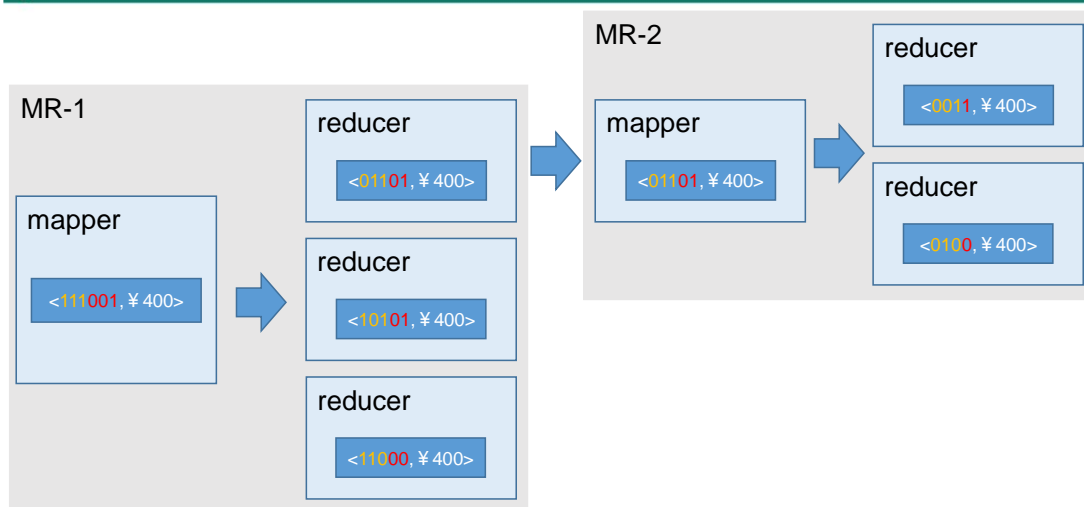 MR-1
mapper
<111001, ¥ 400>
reducer
<01101, ¥ 400>
reducer
<10101, ¥ 400>
reducer
<11000, ¥ 400>
MR-2
mapper
<01101, ¥ 400>
reducer
<0011, ¥ 400>
reducer
<0100, ¥ 400>